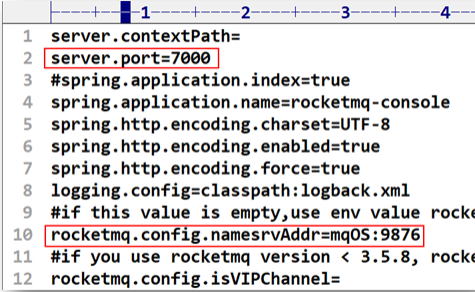 1 2 3 4
1 server.contextPath=
2 server.port=7000
3 #spring.application.index=true
4 spring.application.name=rocketmq-console
5 spring.http.encoding.charset=UTF-8
6 spring.http.encoding.enabled=true
7 spring.http.encoding.force=true
8 logging.config=classpath:logback.xml
9 #if this value is empty,use env value rocke
10 rocketmq.config.namesrvAddr=mqOS:9876
11 #if you use rocketmq version < 3.5.8, rocke
12 rocketmq.config.isVIPChannel=